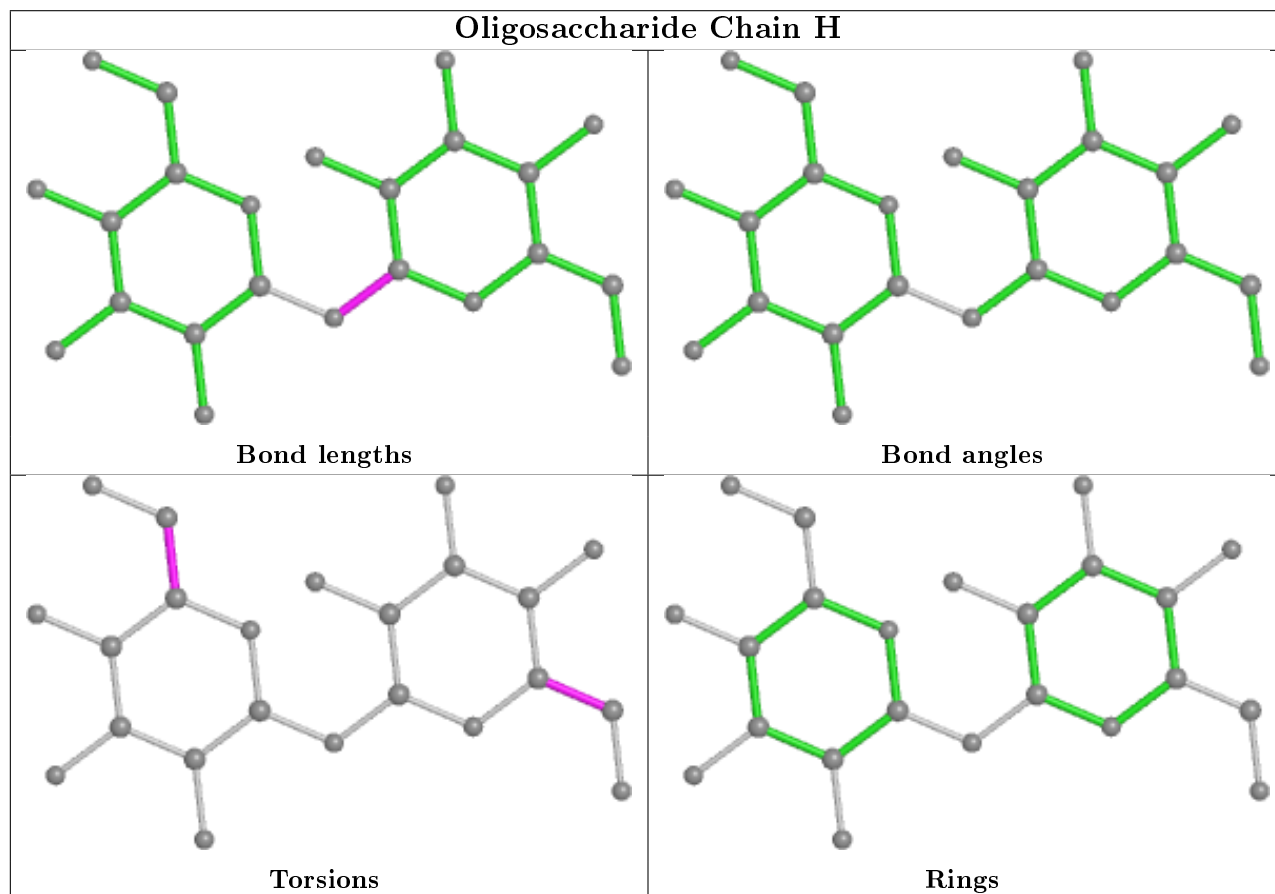 Oligosaccharide Chain H
Bond lengths
Bond angles
Torsions
Rings